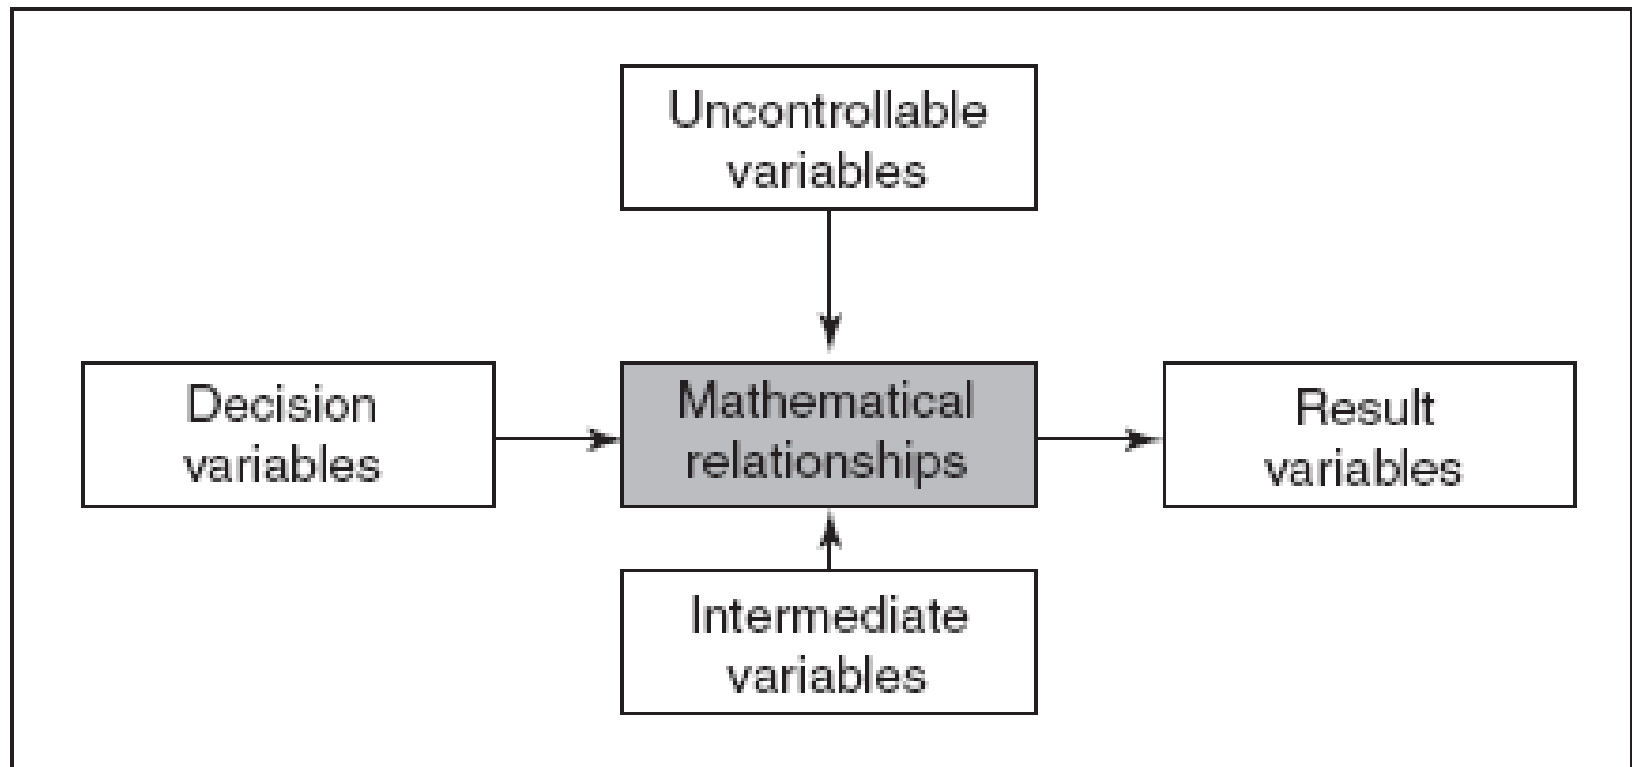 Uncontrollable
variables
Decision
variables
Mathematical
relationships
Result
variables
Intermediate
variables